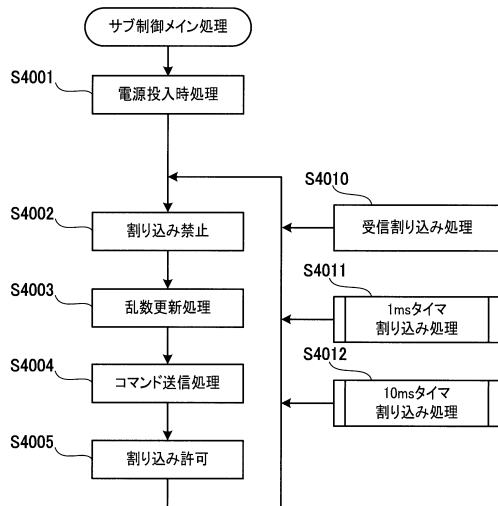 サブ制御メイン処理
S4001
電源投入時処理
S4002
割り込み禁止
S4003
乱数更新処理
S4004
コマンド送信処理
S4005
割り込み許可
S4010
受信割り込み処理
S4011
1msタイマ
割り込み処理
S4012
10msタイマ
割り込み処理